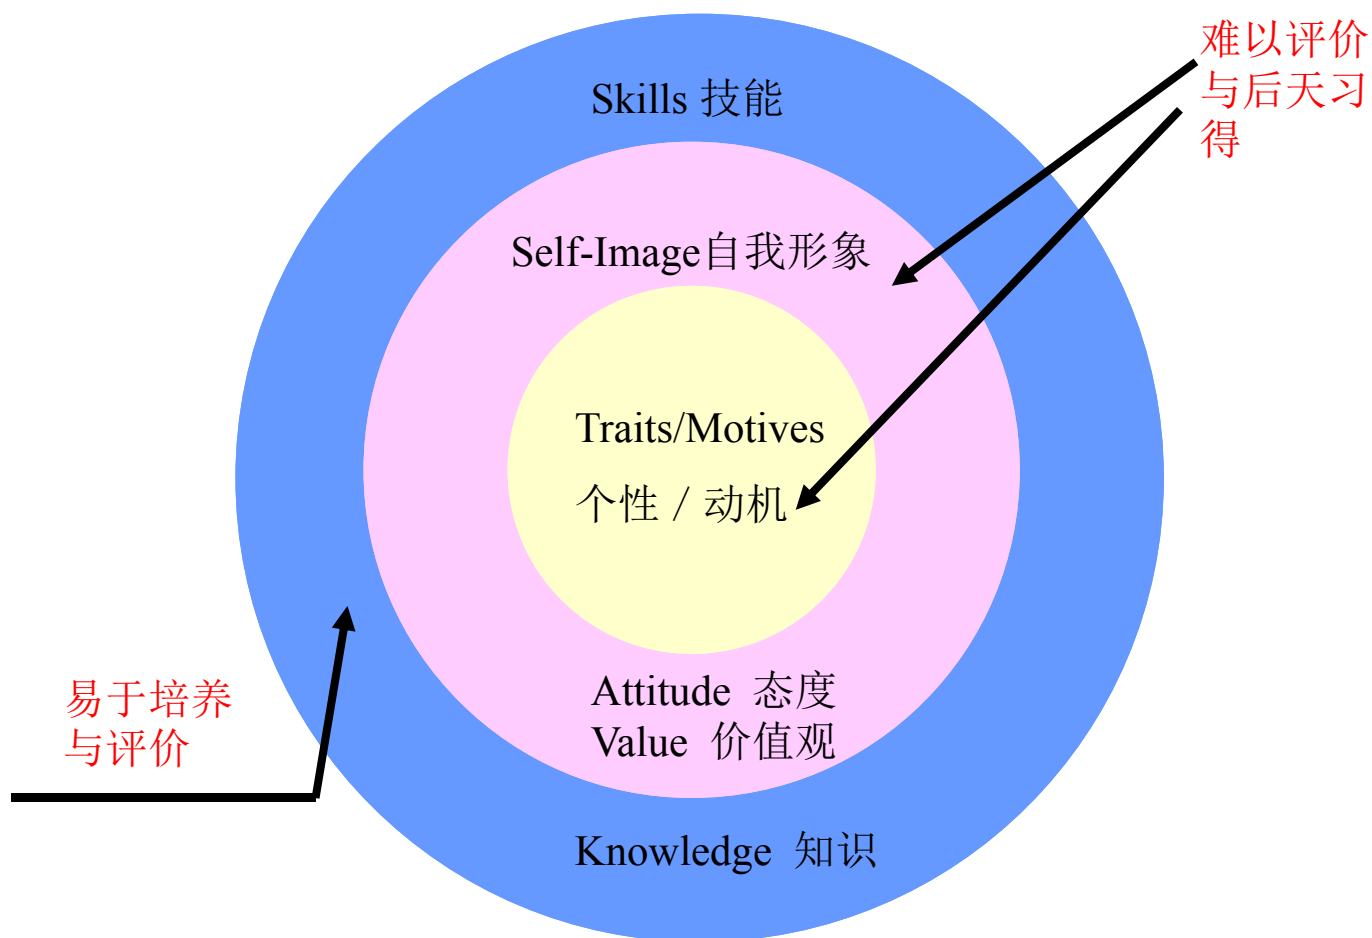 难以评价
与后天习
得
Skills 技能
Self-Image自我形象
Traits/Motives
个性／动机
Attitude 态度
Value 价值观
易于培养
与评价
Knowledge 知识